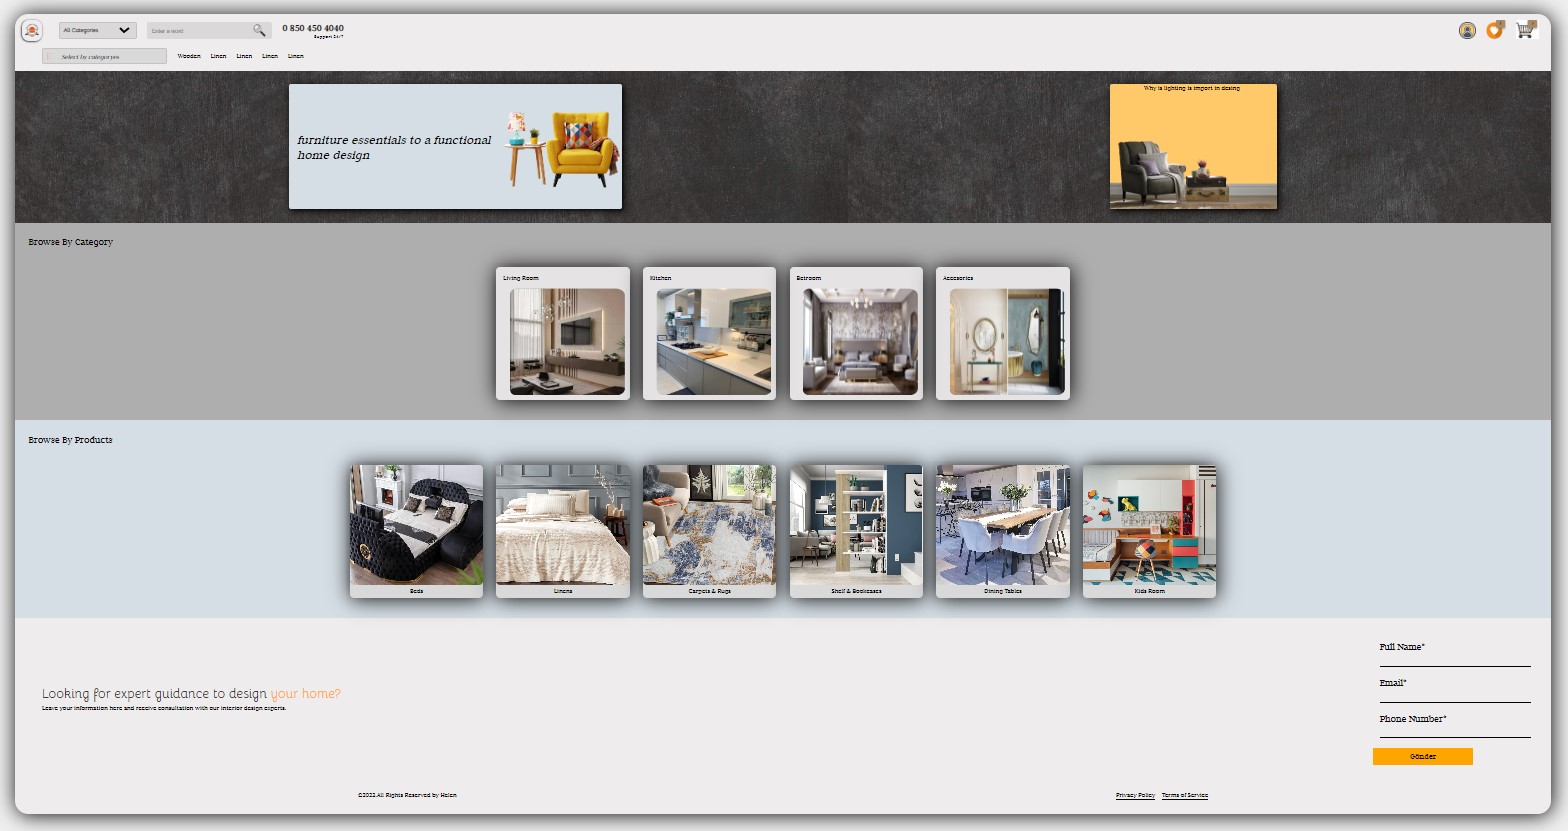 All Categories
Enter a word
0 850 450 4040
Support 24/7
Select by categoryes
Wooden Linen Linen Linen Linen
furniture essentials to a functional
home design
Why is lighting is import in desing
Browse By Category
Living Room
Kitchen
Betroom
Accesories
Browse By Products
Beds
Linens
Carpets & Rugs
Shelf & Bookcases
Dining Tables
Kids Room
Looking for expert guidance to design your home?
Leave your information here and receive consultation with our interior design experts.
Full Name*
Email*
Phone Number*
Gönder
©2022.All Rights Reserved by Helen
Privacy Policy Terms of Service